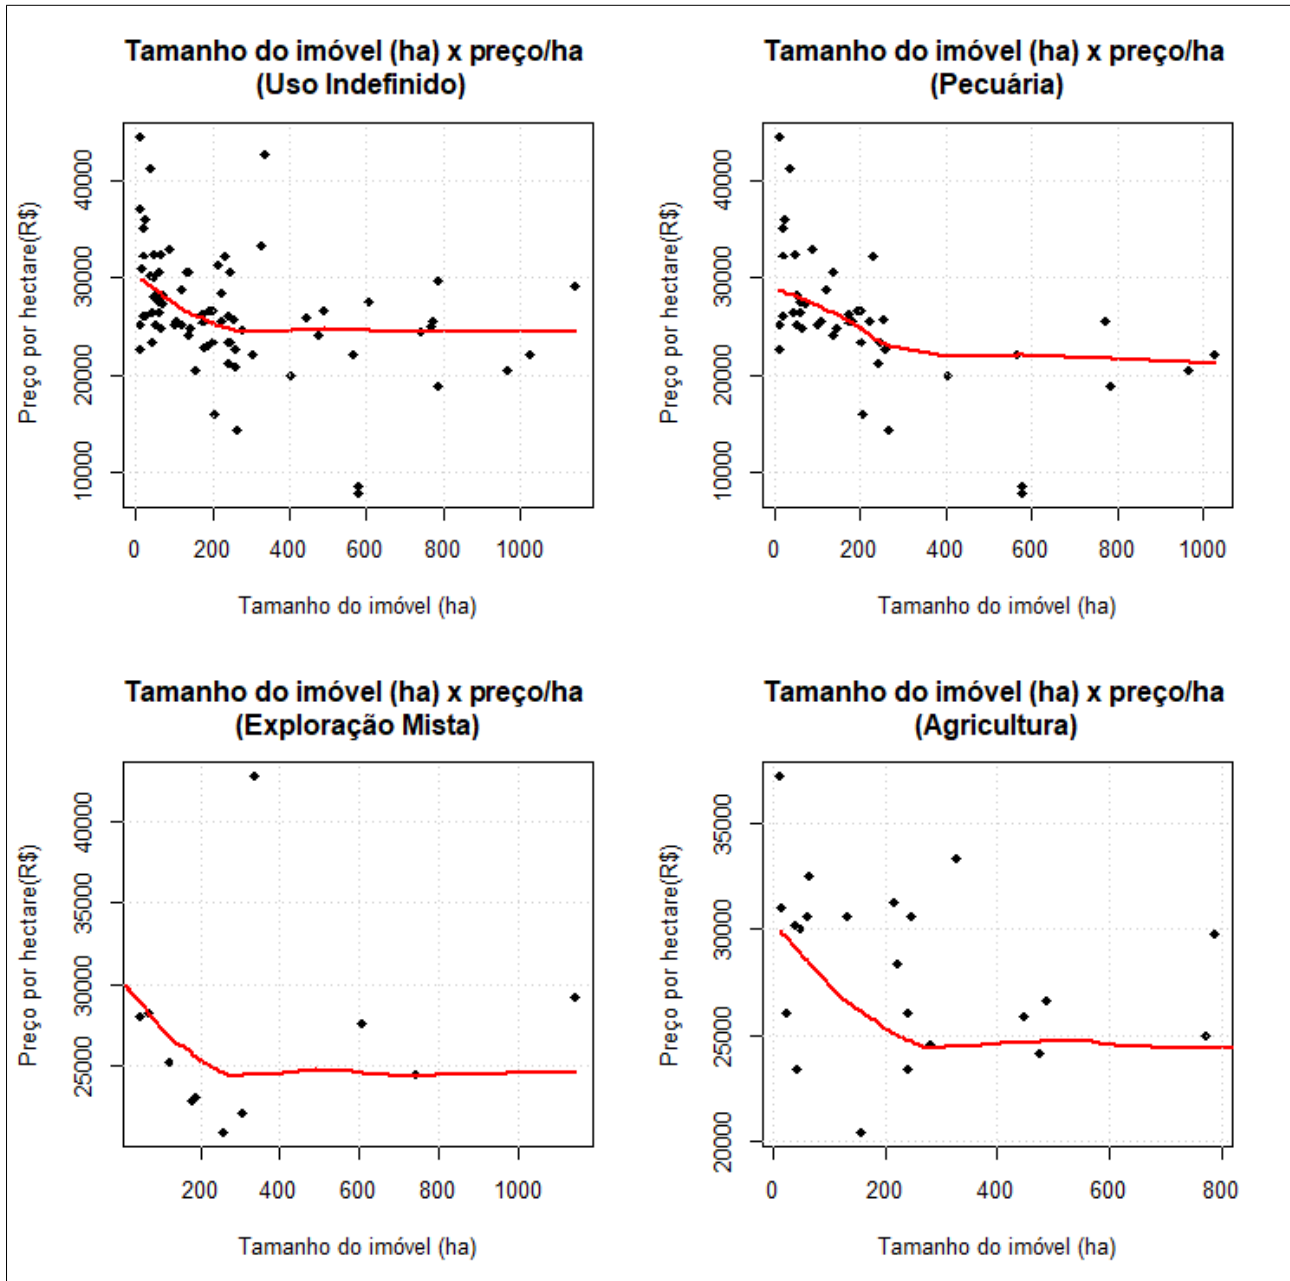 Tamanho do imóvel (ha) x preço/ha
(Uso Indefinido)
Preço por hectare(R$)
40000
30000
20000
10000
0 200 400 600 800 1000
Tamanho do imóvel (ha)
Tamanho do imóvel (ha) x preço/ha
(Pecuária)
Preço por hectare(R$)
40000
30000
20000
10000
0 200 400 600 800 1000
Tamanho do imóvel (ha)
Tamanho do imóvel (ha) x preço/ha
(Exploração Mista)
Preço por hectare(R$)
40000
35000
30000
25000
200 400 600 800 1000
Tamanho do imóvel (ha)
Tamanho do imóvel (ha) x preço/ha
(Agricultura)
Preço por hectare(R$)
35000
30000
25000
20000
0 200 400 600 800
Tamanho do imóvel (ha)